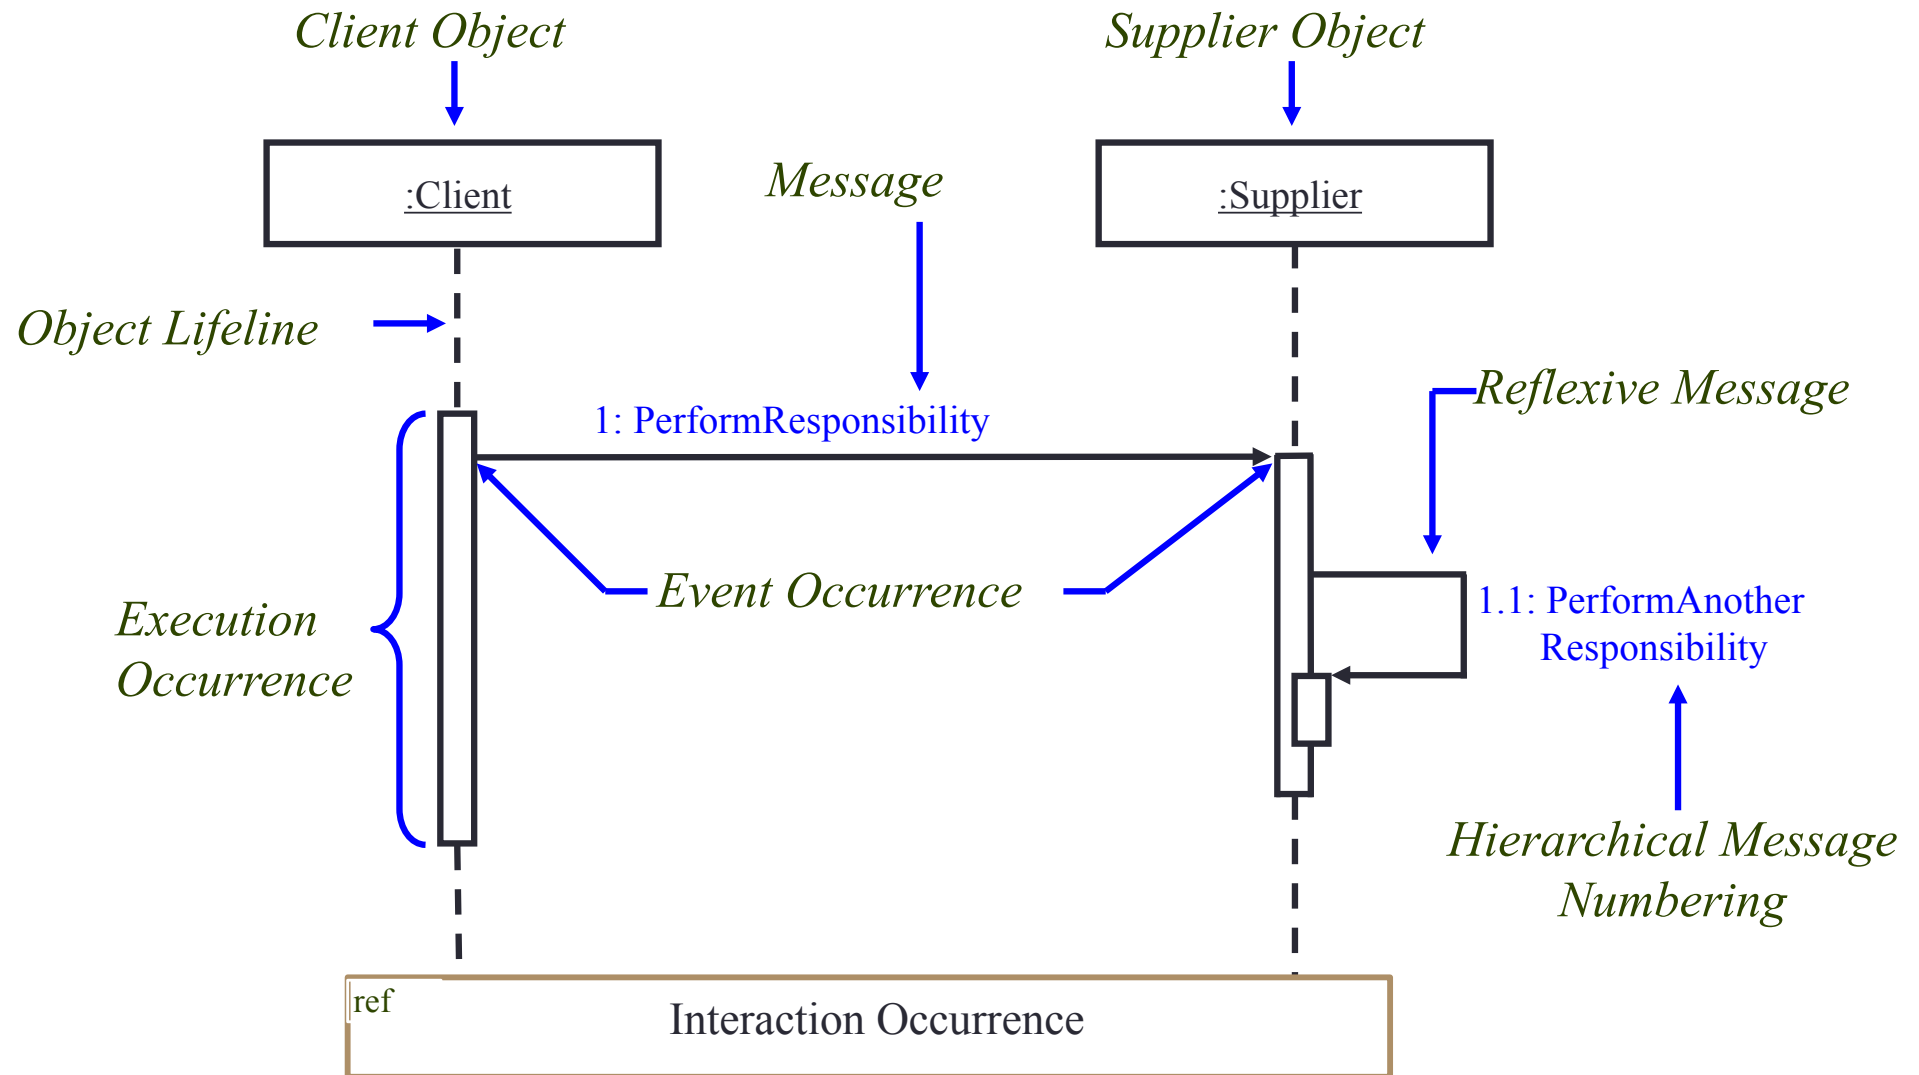 Client Object
Supplier Object
:Client
Message
:Supplier
Object Lifeline
Reflexive Message
1: PerformResponsibility
Event Occurrence
1.1: PerformAnother
Responsibility
Execution
Occurrence
Hierarchical Message
Numbering
ref
Interaction Occurrence